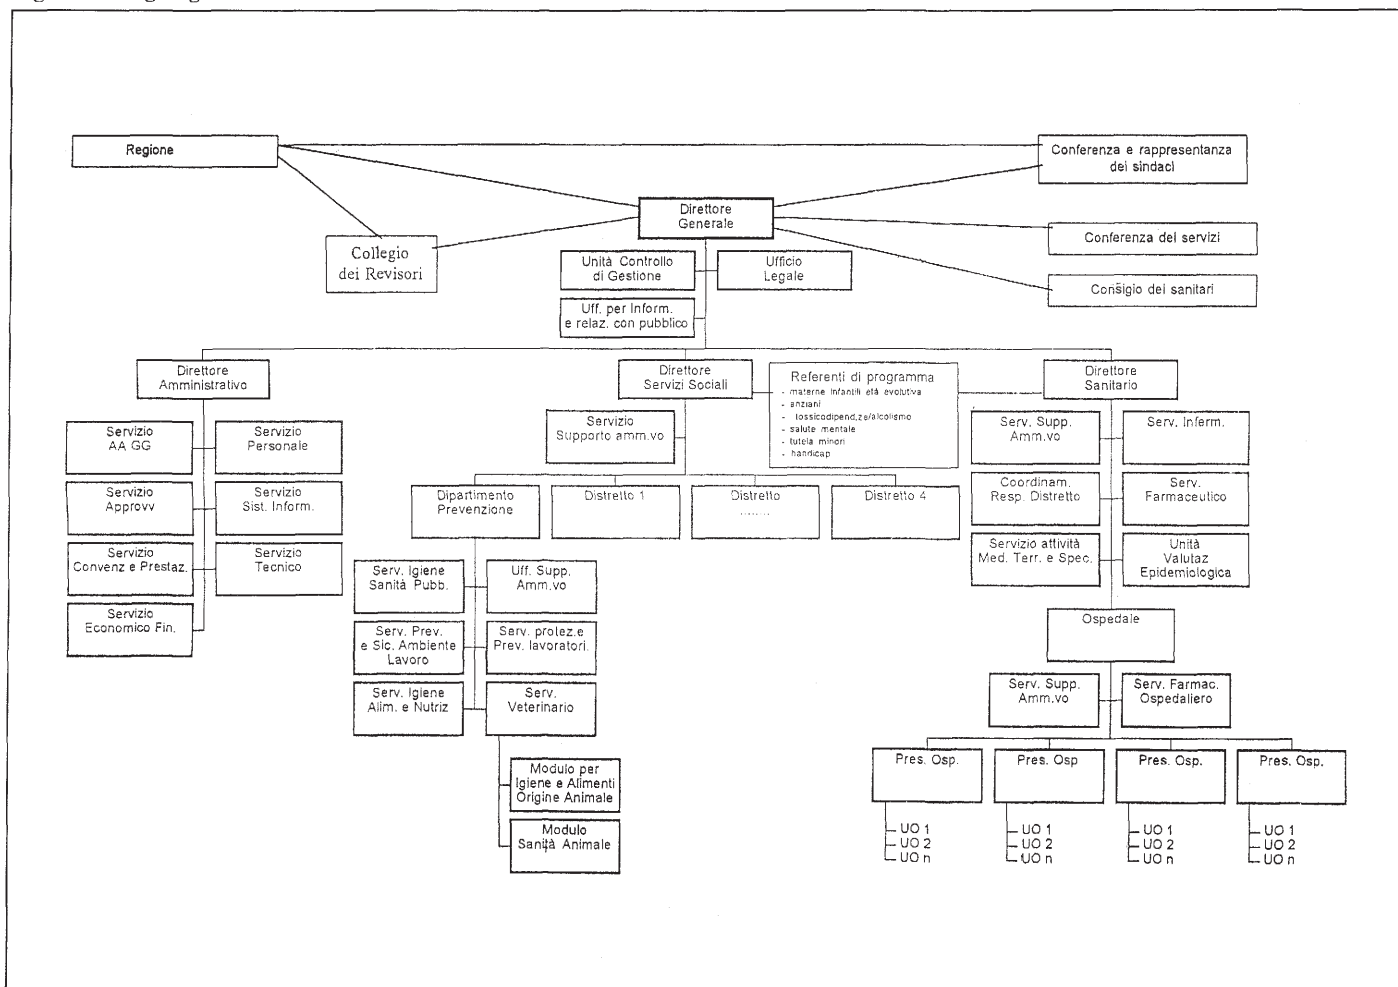 Regione
Conferenza e rappresentanza
dei sindaci
Direttore
Generale
Collegio
dei Revisori
Conferenza dei servizi
Unità Controllo
di Gestione
Ufficio
Legale
Consigio dei sanitari
Uff. per Inform.
e relaz. con pubblico
Direttore
Amministrativo
Direttore
Servizi Sociali
Referenti di programma
- materne infantili età evolutiva
- anziani
- tossicodipend.ze/alcolismo
- salute mentale
- tutela minori
- handicap
Direttore
Sanitario
Servizio
AA GG
Servizio
Personale
Servizio
Approvv
Servizio
Sist. Inform.
Servizio
Convenz e Prestaz.
Servizio
Tecnico
Servizio
Economico Fin.
Servizio
Supporto amm.vo
Dipartimento
Prevenzione
Distretto 1
Distretto
........
Distretto 4
Serv. Igiene
Sanità Pubb.
Uff. Supp.
Amm.vo
Serv. Prev.
e Sic. Ambiente
Lavoro
Serv. protez.e
Prev. lavoratori.
Serv. Igiene
Alim. e Nutriz
Serv.
Veterinario
Modulo per
Igiene e Alimenti
Origine Animale
Modulo
Sanità Animale
Serv. Supp.
Amm.vo
Serv. Inferm.
Coordinam.
Resp. Distretto
Serv.
Farmaceutico
Servizio attività
Med. Terr. e Spec.
Unità
Valutaz
Epidemiologica
Ospedale
Serv. Supp.
Amm.vo
Serv. Farmac.
Ospedaliero
Pres. Osp.
UO 1
UO 2
UO n
Pres. Osp
UO 1
UO 2
UO n
Pres. Osp.
UO 1
UO 2
UO n
Pres. Osp.
UO 1
UO 2
UO n